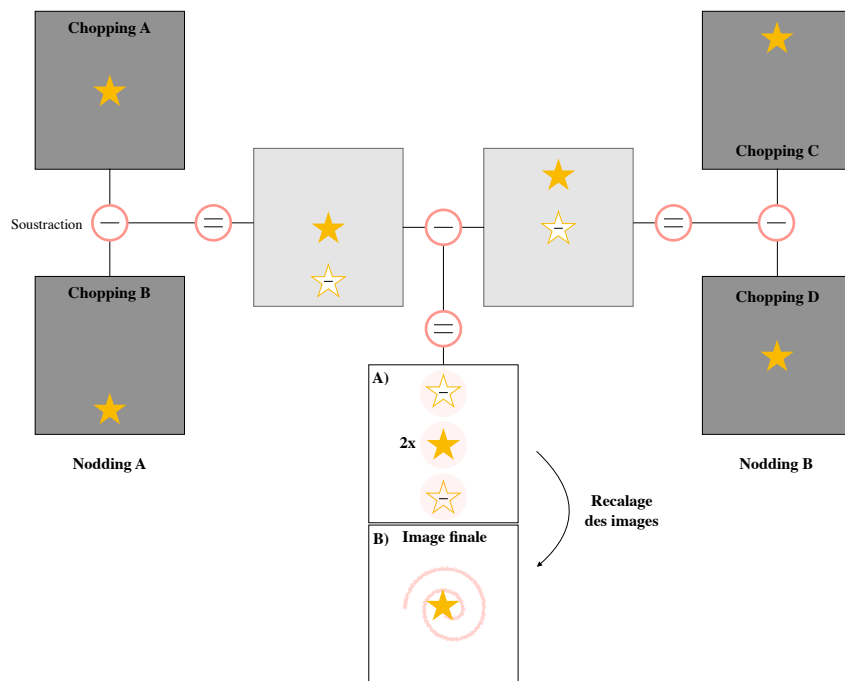 Chopping A
Chopping C
Soustraction
Chopping B
Chopping D
Nodding A
Nodding B
A)
2x
Recalage
des images
B) Image finale